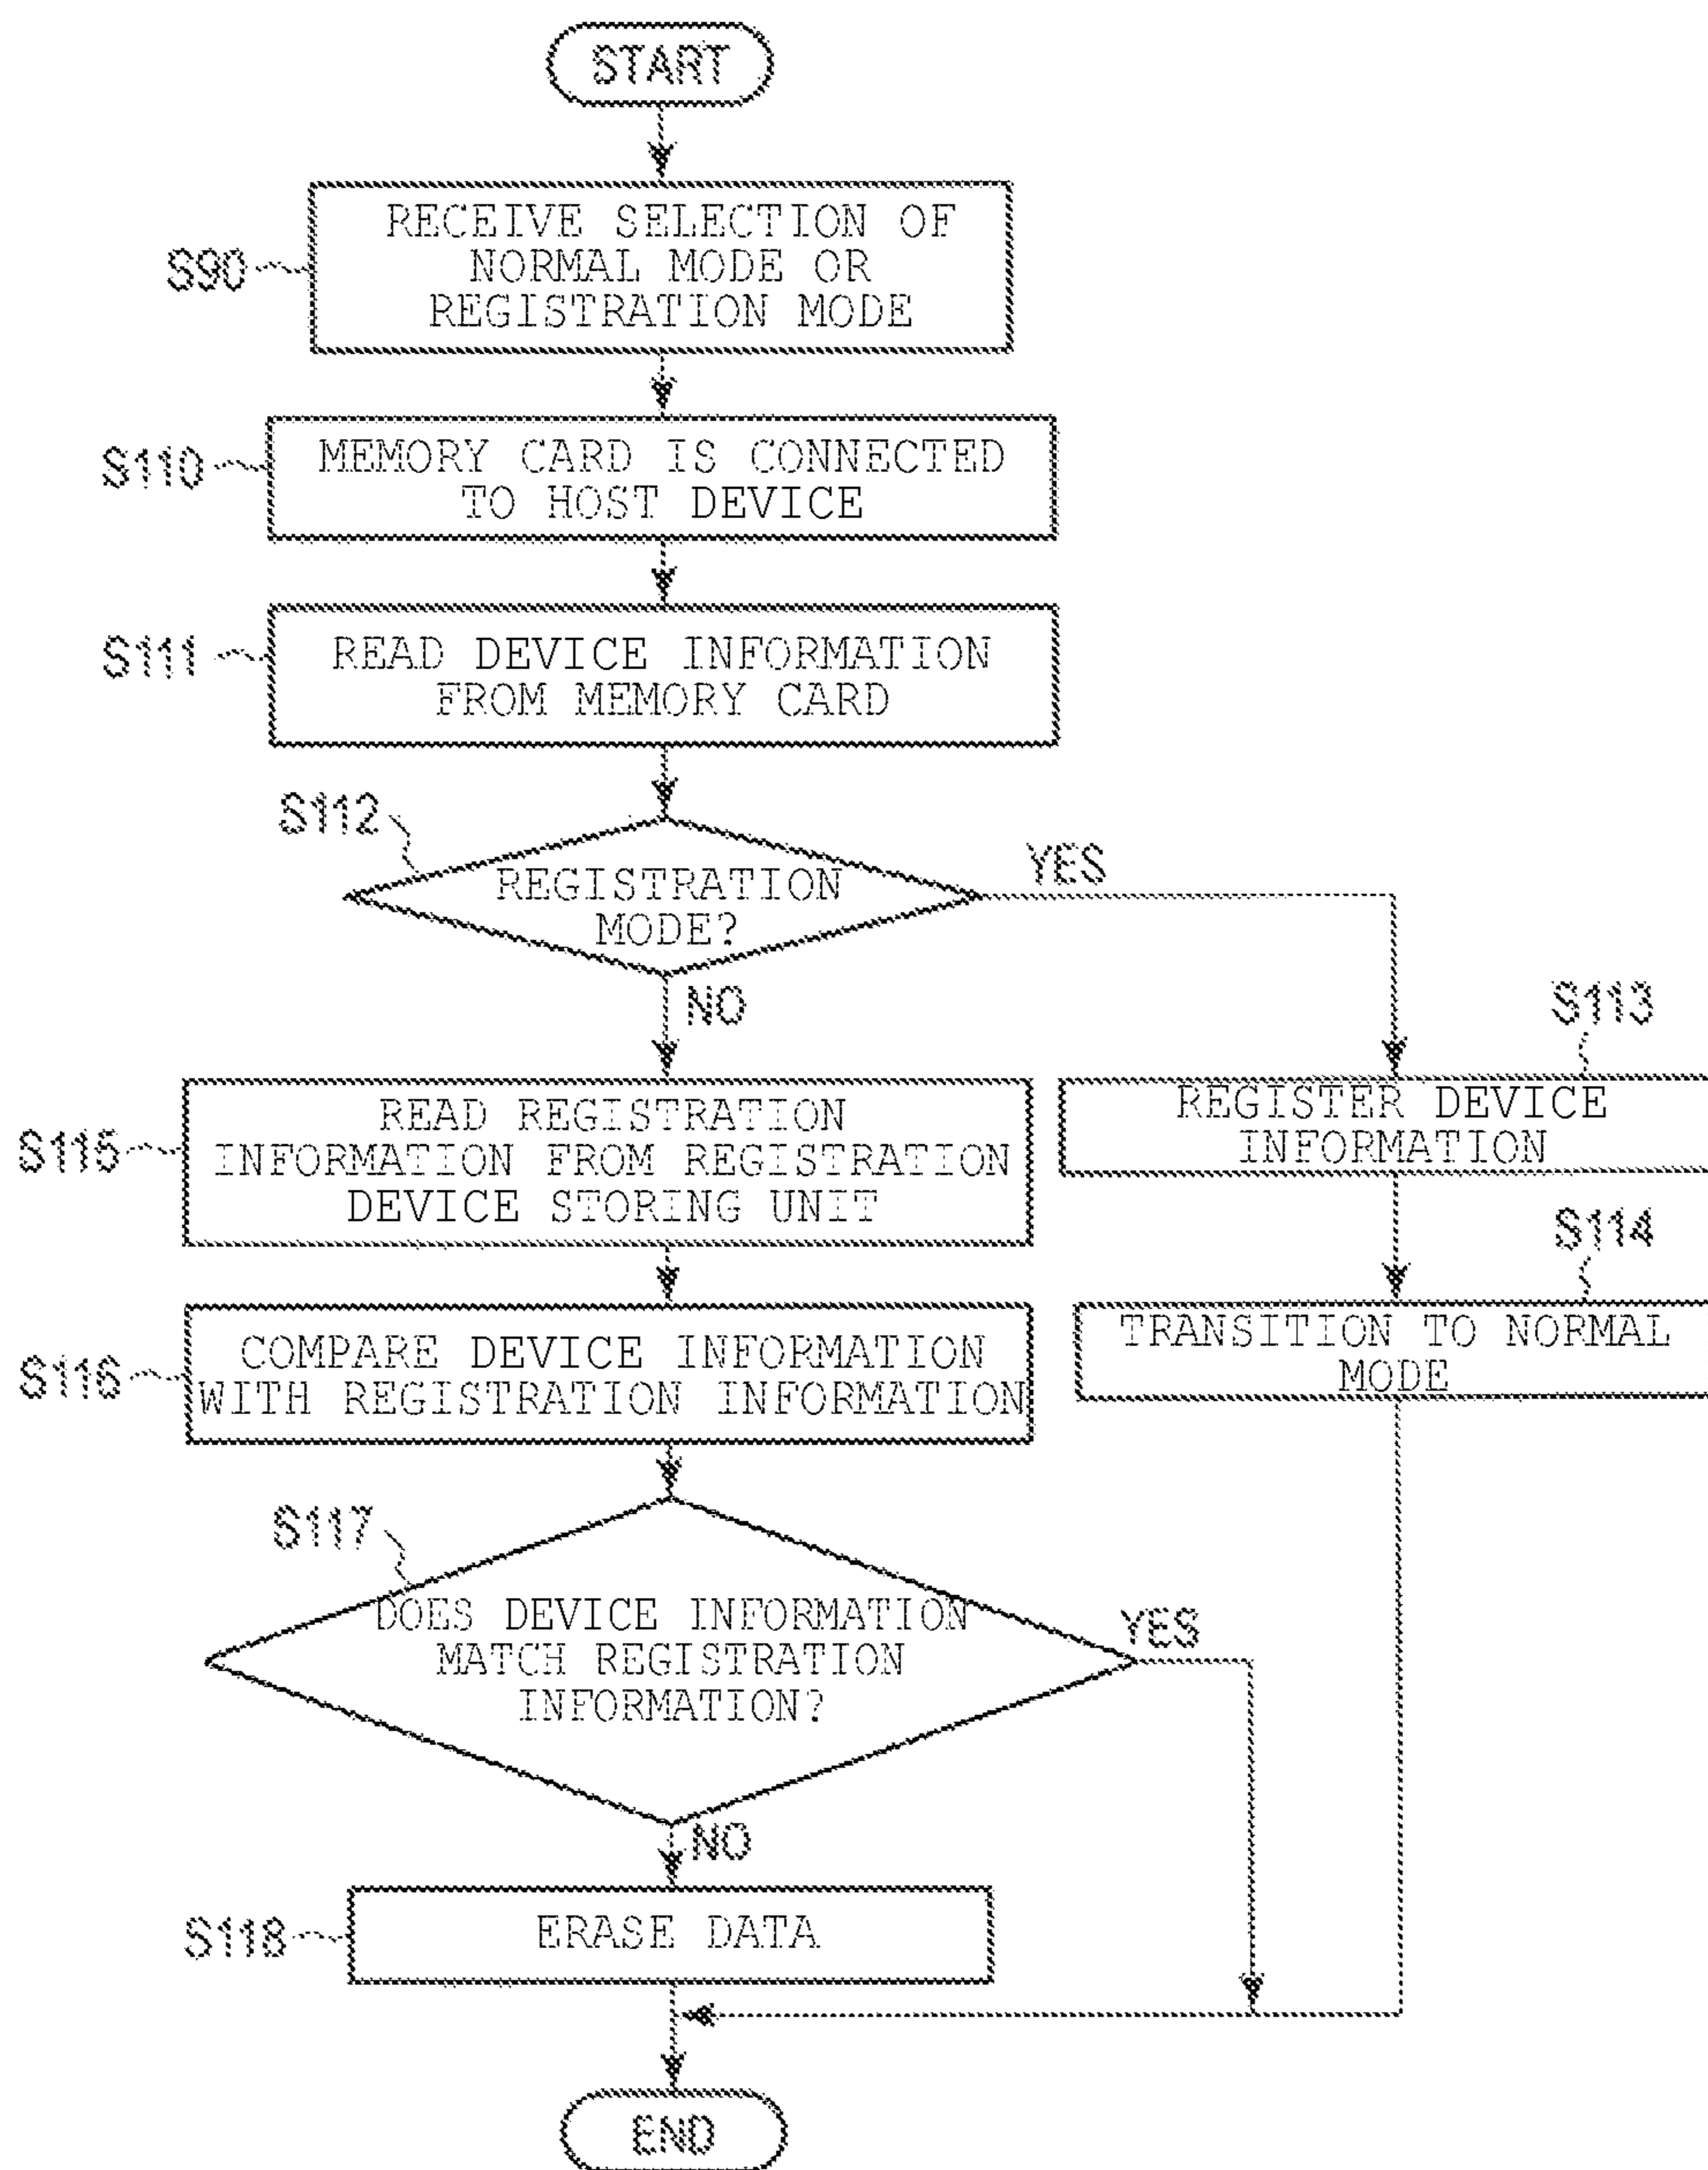 START
S90
RECEIVE SELECTION OF
NORMAL MODE OR
REGISTRATION MODE
S110
MEMORY CARD IS CONNECTED
TO HOST DEVICE
S111
READ DEVICE INFORMATION
FROM MEMORY CARD
S112
REGISTRATION
MODE?
YES
NO
S113
REGISTER DEVICE
INFORMATION
S115
READ REGISTRATION
INFORMATION FROM REGISTRATION
DEVICE STORING UNIT
S114
TRANSITION TO NORMAL
MODE
S116
COMPARE DEVICE INFORMATION
WITH REGISTRATION INFORMATION
S117
DOES DEVICE INFORMATION
MATCH REGISTRATION
INFORMATION?
YES
NO
S118
ERASE DATA
END